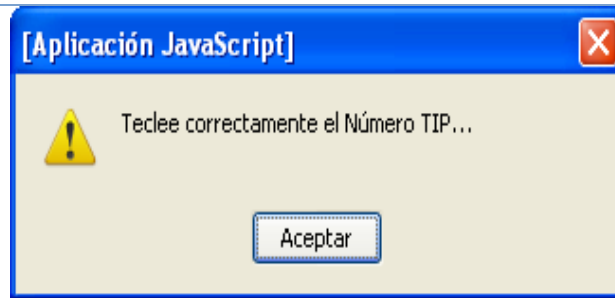 [Aplicación JavaScript]
Teclee correctamente el Número TIP...
Aceptar